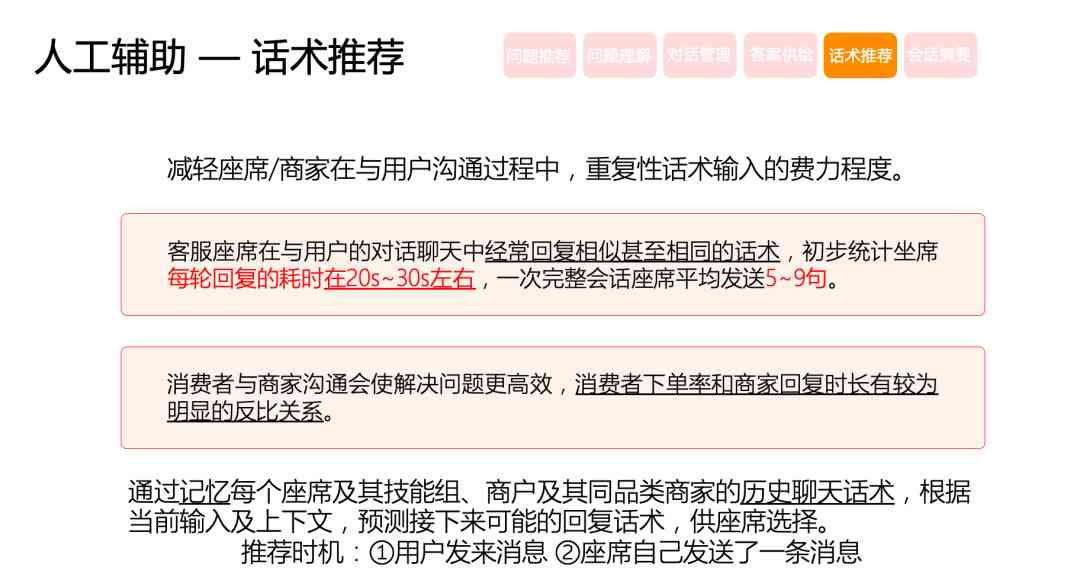 人工辅助 — 话术推荐
问题推荐 问题理解 对话管理 答案供给 话术推荐 会话摘要
减轻座席/商家在与用户沟通过程中，重复性话术输入的费力程度。
客服座席在与用户的对话聊天中经常回复相似甚至相同的话术，初步统计坐席
每轮回复的耗时在20s~30s左右，一次完整会话座席平均发送5~9句。
消费者与商家沟通会使解决问题更高效，消费者下单率和商家回复时长有较为
明显的反比关系。
通过记忆每个座席及其技能组、商户及其同品类商家的历史聊天话术，根据
当前输入及上下文，预测接下来可能的回复话术，供座席选择。
推荐时机：①用户发来消息 ②座席自己发送了一条消息